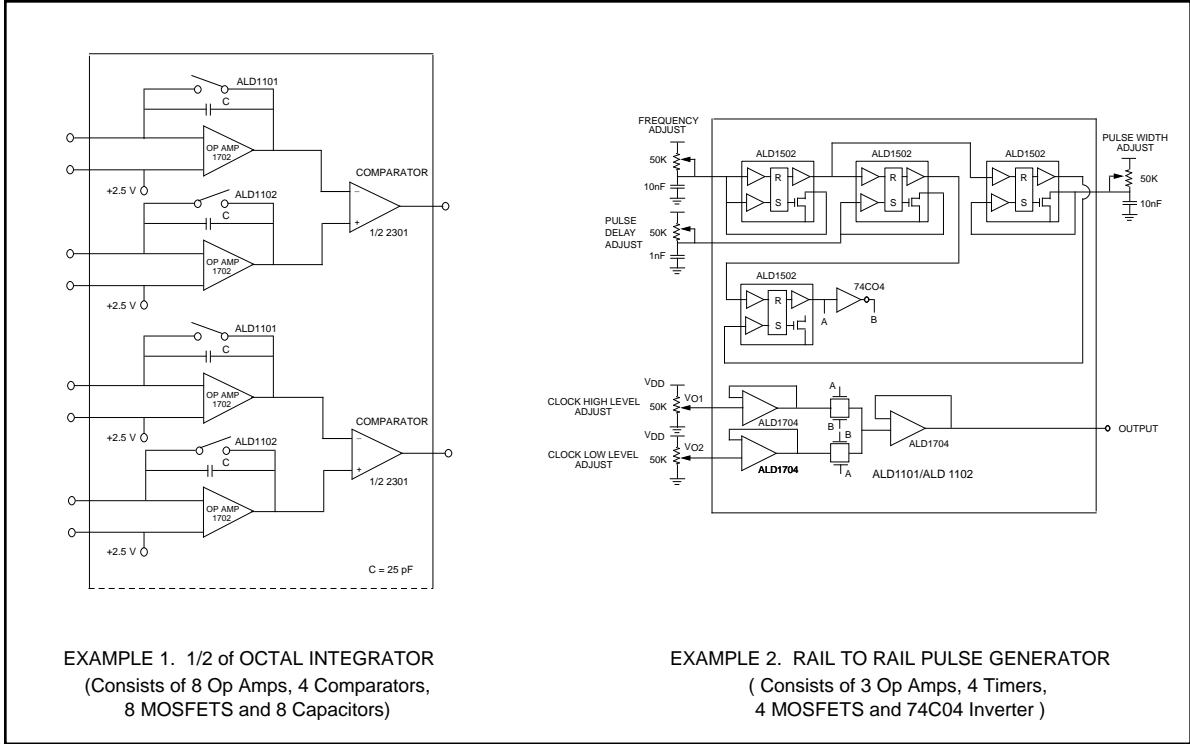 ALD1101
C
OP AMP
1702
+2.5 V
ALD1102
C
OP AMP
1702
+2.5 V
COMPARATOR
−
+
1/2 2301
ALD1101
C
OP AMP
1702
+2.5 V
ALD1102
C
OP AMP
1702
+2.5 V
COMPARATOR
−
+
1/2 2301
C = 25 pF
EXAMPLE 1. 1/2 of OCTAL INTEGRATOR
(Consists of 8 Op Amps, 4 Comparators,
8 MOSFETS and 8 Capacitors)
FREQUENCY
ADJUST
50K
10nF
PULSE
DELAY
ADJUST
50K
1nF
ALD1502
R
S
ALD1502
R
S
ALD1502
R
S
PULSE WIDTH
ADJUST
50K
10nF
ALD1502
R
S
A
74CO4
B
CLOCK HIGH LEVEL
ADJUST
VDD
50K
VO1
CLOCK LOW LEVEL
ADJUST
VDD
50K
VO2
ALD1704
ALD1704
A
B
B
A
ALD1704
ALD1101/ALD 1102
OUTPUT
EXAMPLE 2. RAIL TO RAIL PULSE GENERATOR
( Consists of 3 Op Amps, 4 Timers,
4 MOSFETS and 74C04 Inverter )